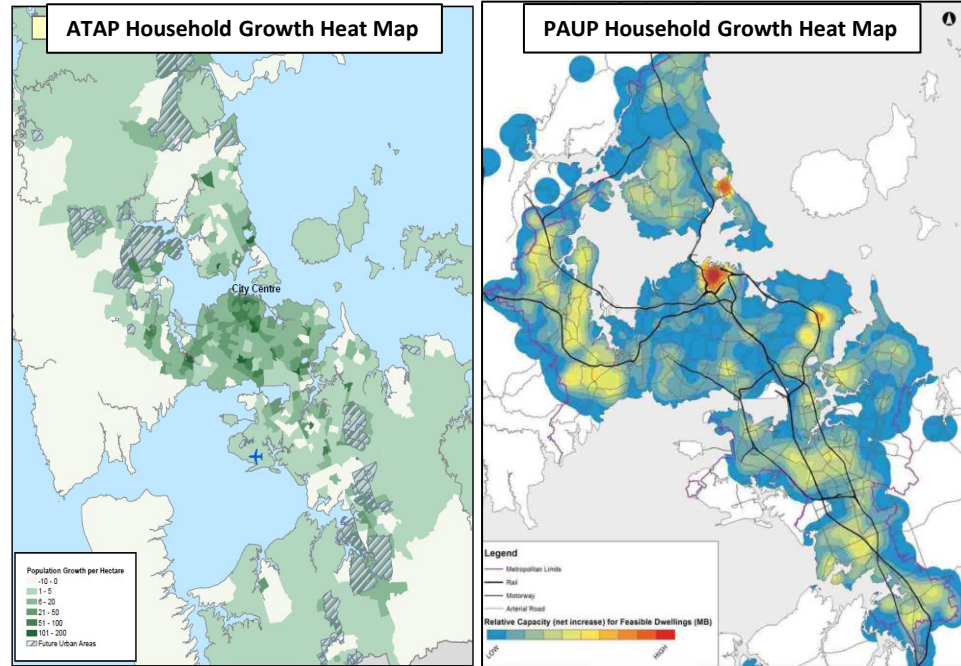 ATAP Household Growth Heat Map
City Centre
Population Growth per Hectare
-10 - 0
1 - 5
6 - 20
21 - 50
51 - 100
101 - 200
Future Urban Areas
PAUP Household Growth Heat Map
Legend
Metropolitan Limits
Rail
Motorway
Arterial Road
Relative Capacity (net increase) for Feasible Dwellings (MB)
LOW
HIGH